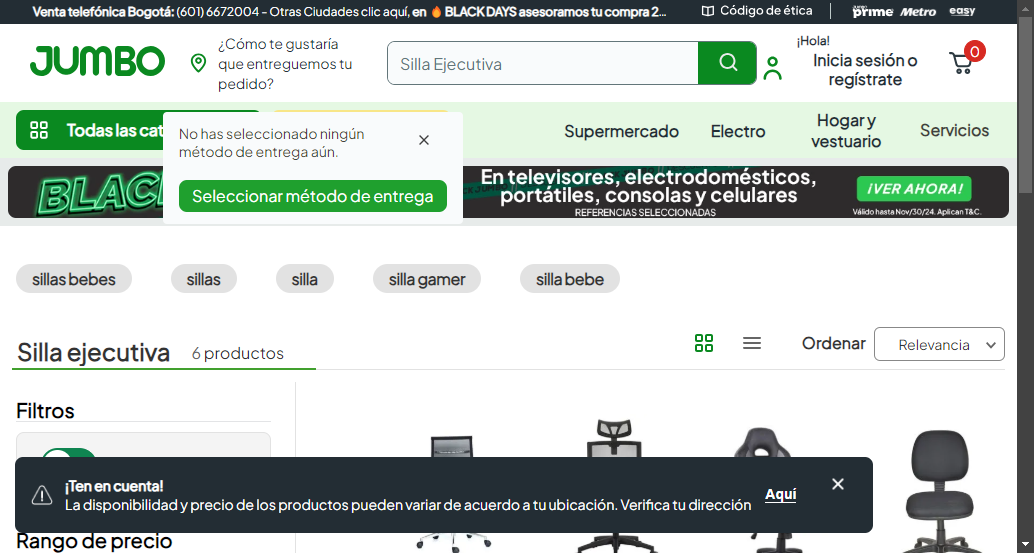 Venta telefónica Bogotá: (601) 6672004 - Otras Ciudades clic aquí, en 🔥 BLACK DAYS asesoramos tu compra 2...
Código de ética
JUMBO prime
Metro
easy
JUMBO
¿Cómo te gustaría
que entreguemos tu
pedido?
Silla Ejecutiva
¡Hola!
Inicia sesión o
regístrate
0
Todas las cat
Supermercado
Electro
Hogar y
vestuario
Servicios
No has seleccionado ningún
método de entrega aún.
Seleccionar método de entrega
BLACK
En televisores, electrodomésticos,
portátiles, consolas y celulares
REFERENCIAS SELECCIONADAS
¡VER AHORA!
Válido hasta Nov/30/24. Aplican T&C.
sillas bebes
sillas
silla
silla gamer
silla bebe
Silla ejecutiva
6 productos
Ordenar
Relevancia
Filtros
¡Ten en cuenta!
La disponibilidad y precio de los productos pueden variar de acuerdo a tu ubicación. Verifica tu dirección
Aquí
Rango de precio